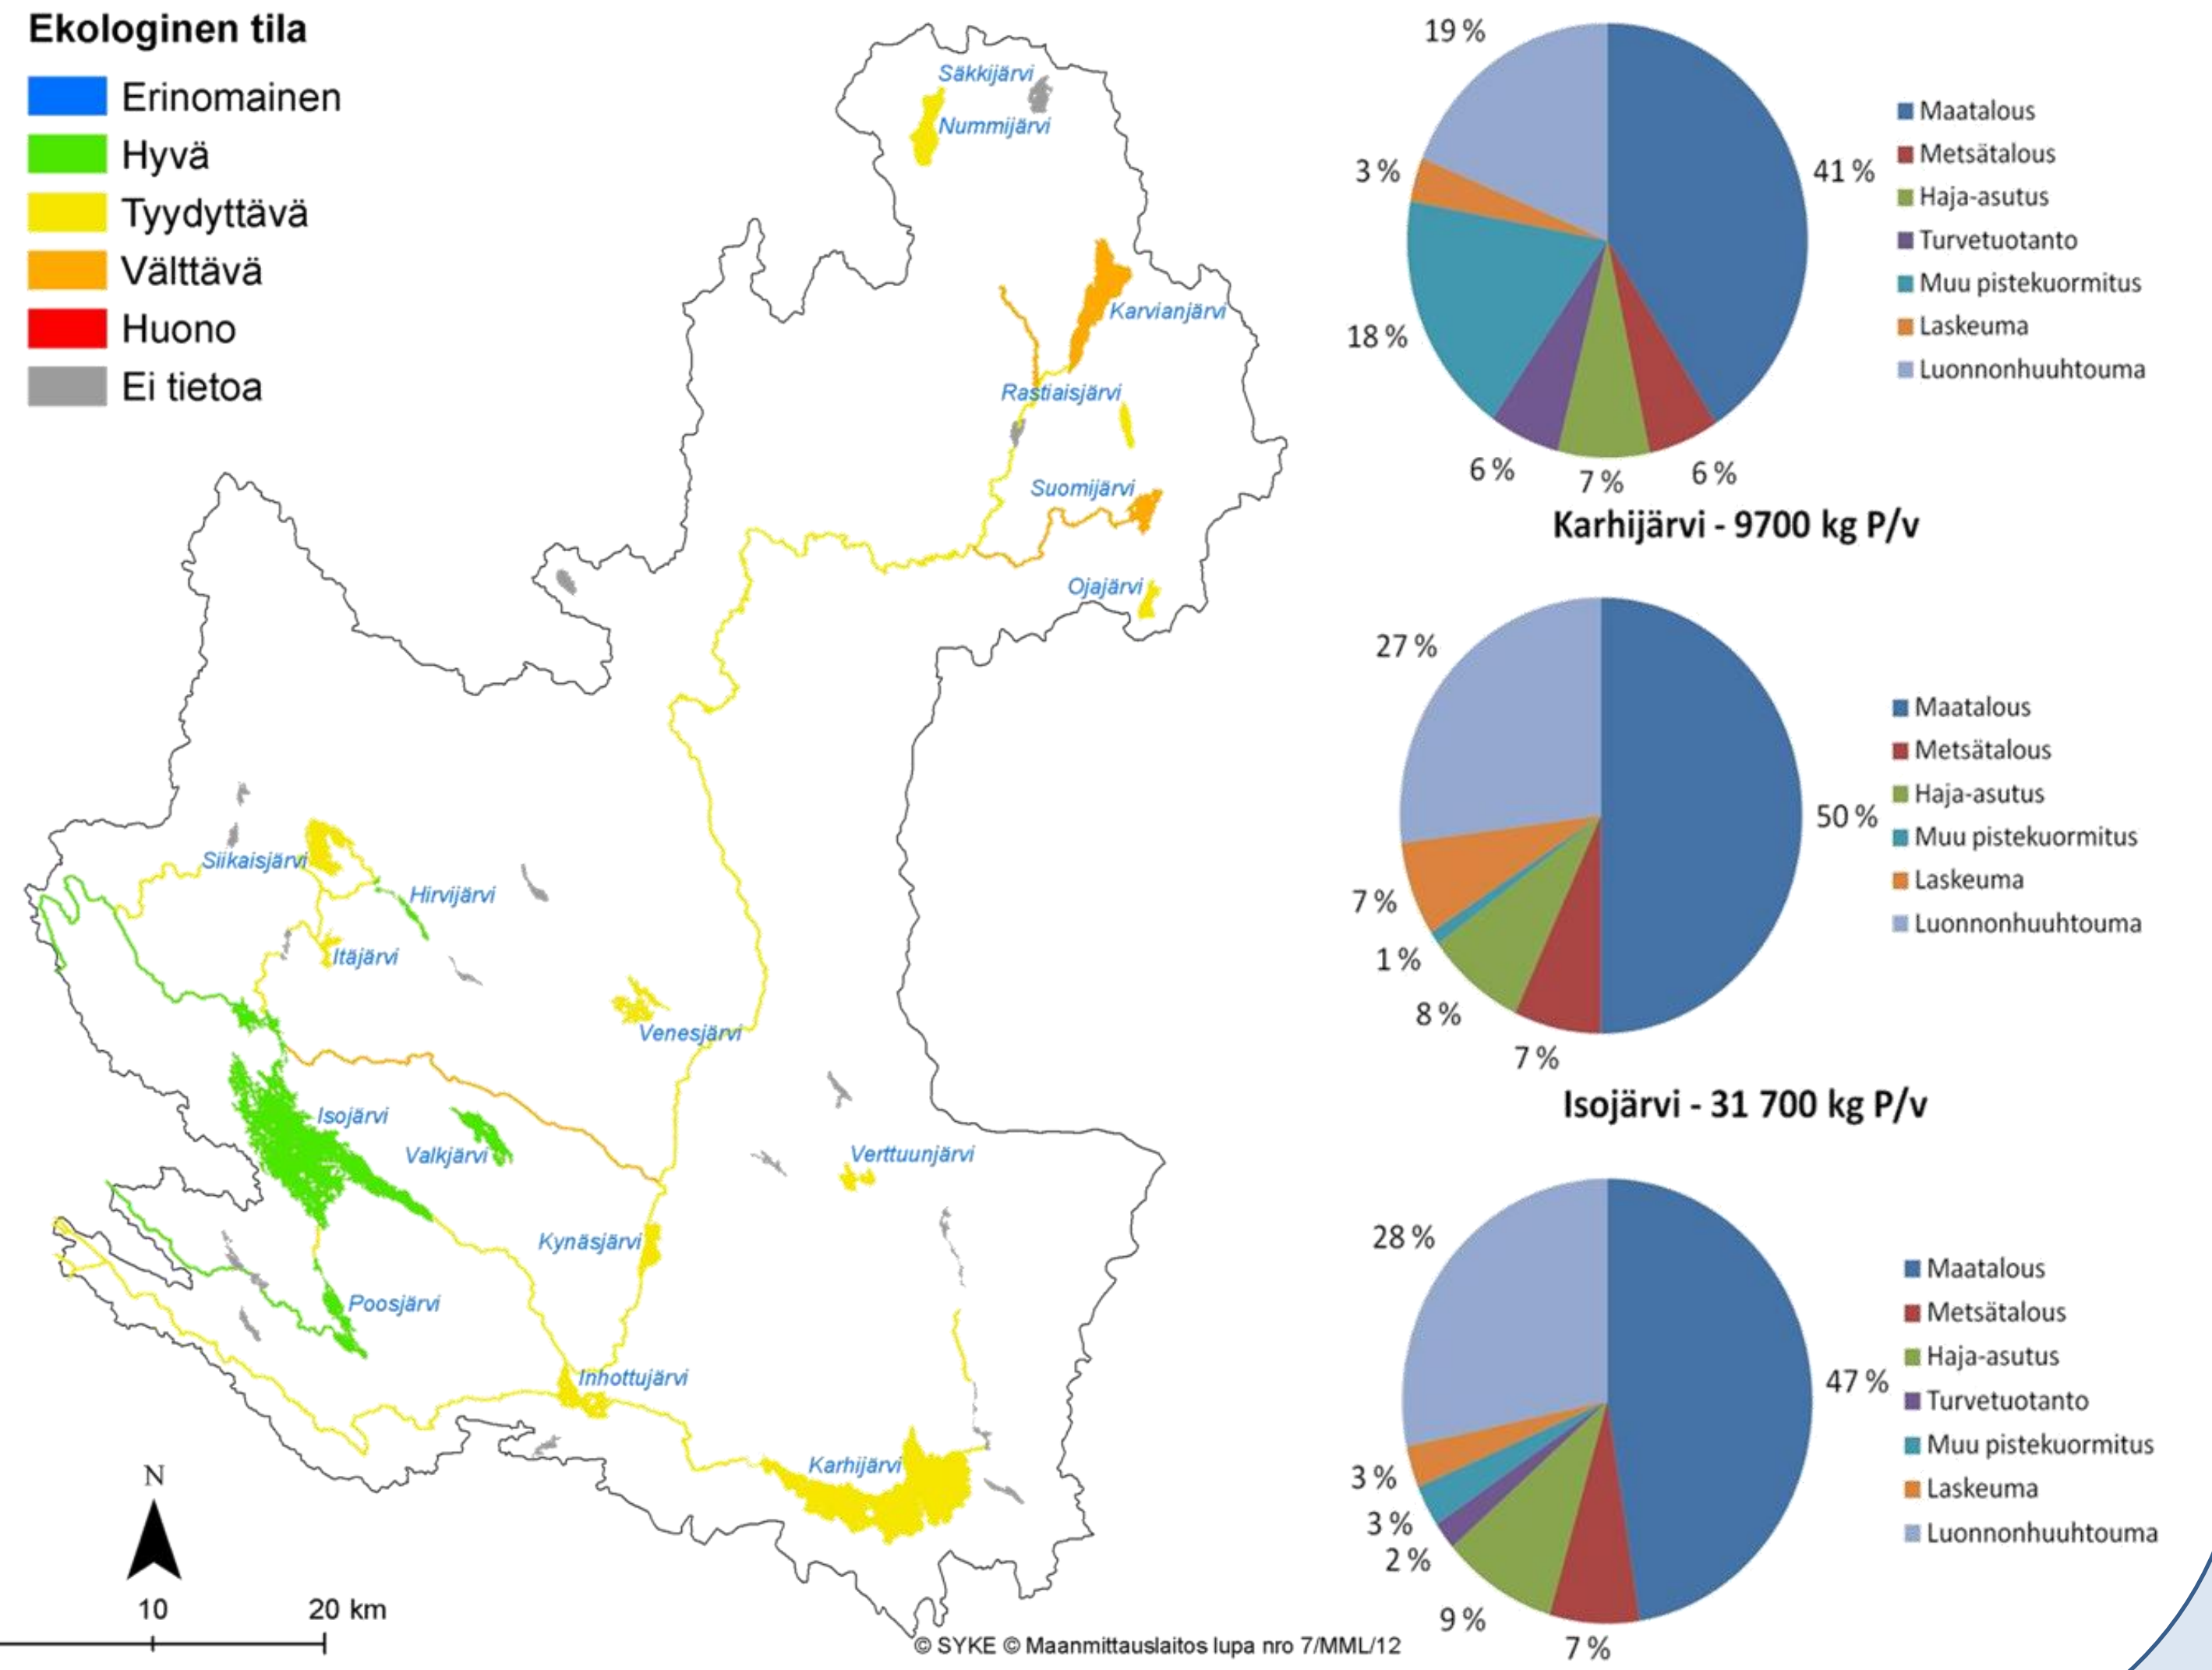 Ekologinen tila
Erinomainen
Hyvä
Tyydyttävä
Välttävä
Huono
Ei tietoa
Säkkijärvi
Nummijärvi
Karvianjärvi
Rastiaisjärvi
Suomijärvi
Ojajärvi
Siikaisjärvi
Hirvijärvi
Itäjärvi
Venesjärvi
Isojärvi
Valkjärvi
Verttuunjärvi
Kynäsjärvi
Poosjärvi
Inhottujärvi
Karhijärvi
N
10 20 km
© SYKE © Maanmittauslaitos lupa nro 7/MML/12
19 %
3 %
41 %
18 %
6 %
7 %
6 %
Maatalous
Metsätalous
Haja-asutus
Turvetuotanto
Muu pistekuormitus
Laskeuma
Luonnonhuuhtouma
Karhijärvi - 9700 kg P/v
27 %
50 %
7 %
1 %
8 %
7 %
Maatalous
Metsätalous
Haja-asutus
Muu pistekuormitus
Laskeuma
Luonnonhuuhtouma
Isojärvi - 31 700 kg P/v
28 %
47 %
3 %
3 %
2 %
9 %
7 %
Maatalous
Metsätalous
Haja-asutus
Turvetuotanto
Muu pistekuormitus
Laskeuma
Luonnonhuuhtouma